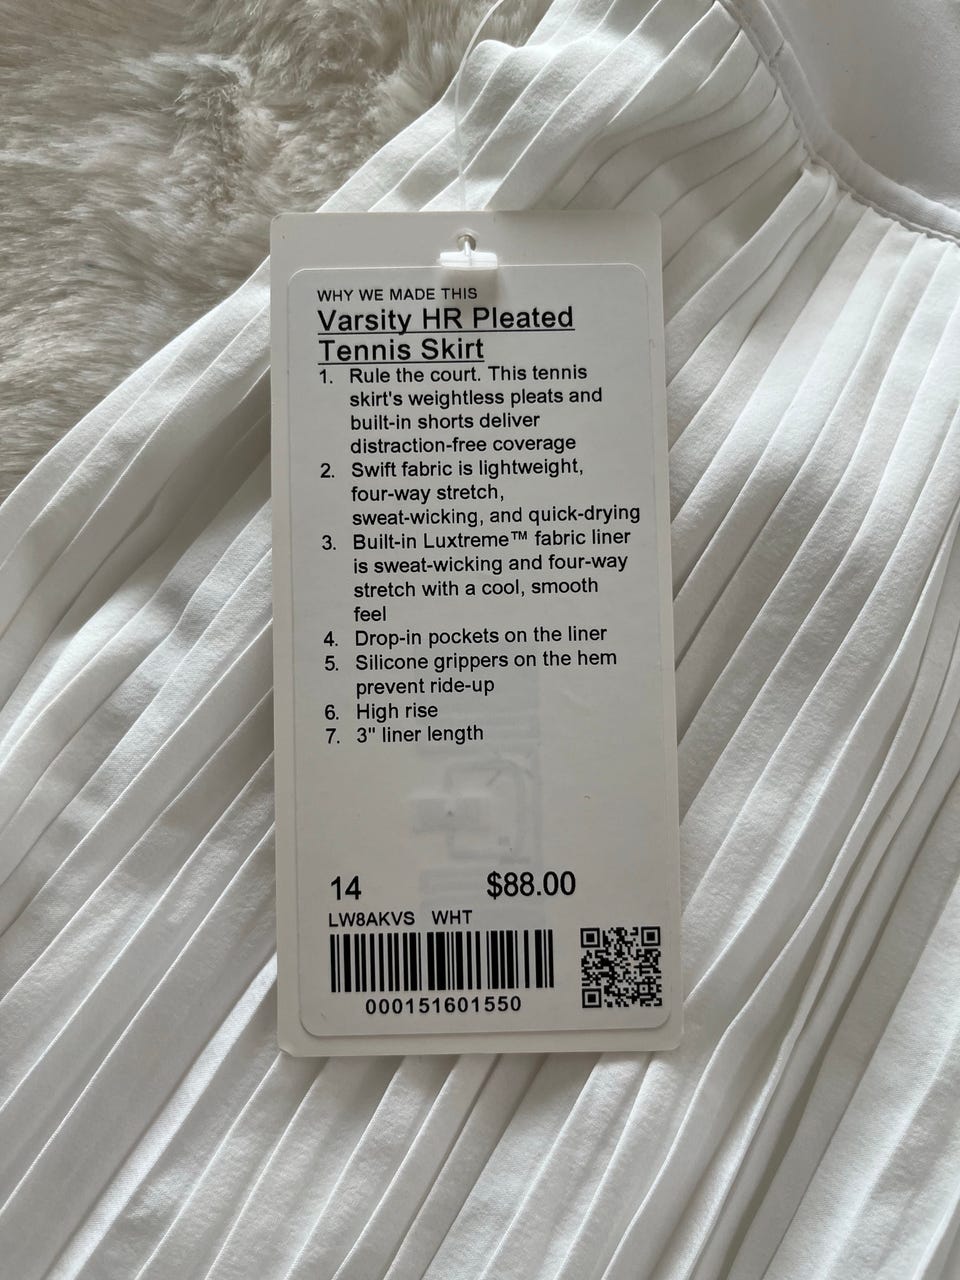 WHY WE MADE THIS
Varsity HR Pleated
Tennis Skirt
1. Rule the court. This tennis
skirt's weightless pleats and
built-in shorts deliver
distraction-free coverage
2. Swift fabric is lightweight,
four-way stretch,
sweat-wicking, and quick-drying
3. Built-in Luxtreme™ fabric liner
is sweat-wicking and four-way
stretch with a cool, smooth
feel
4. Drop-in pockets on the liner
5. Silicone grippers on the hem
prevent ride-up
6. High rise
7. 3" liner length
14 $88.00
LW8AKVS WHT
000151601550